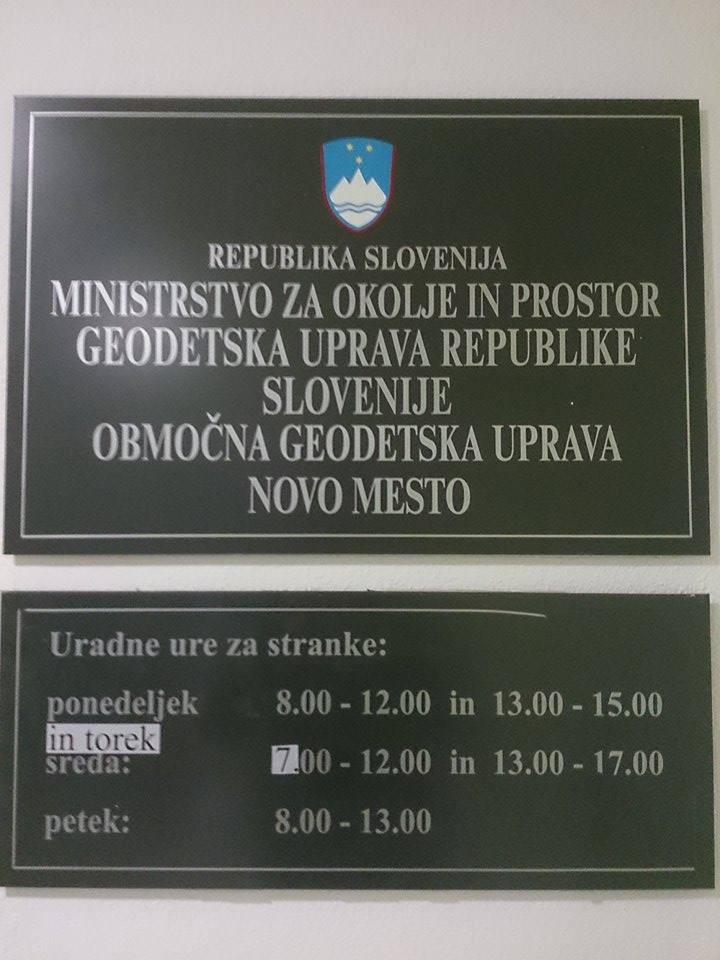 REPUBLIKA SLOVENIJA
MINISTRSTVO ZA OKOLJE IN PROSTOR
GEODETSKA UPRAVA REPUBLIKE
SLOVENIJE
OBMOČNA GEODETSKA UPRAVA
NOVO MESTO
Uradne ure za stranke:
ponedeljek 8.00 - 12.00 in 13.00 - 15.00
in torek
sreda: 7.00 - 12.00 in 13.00 - 17.00
petek: 8.00 - 13.00